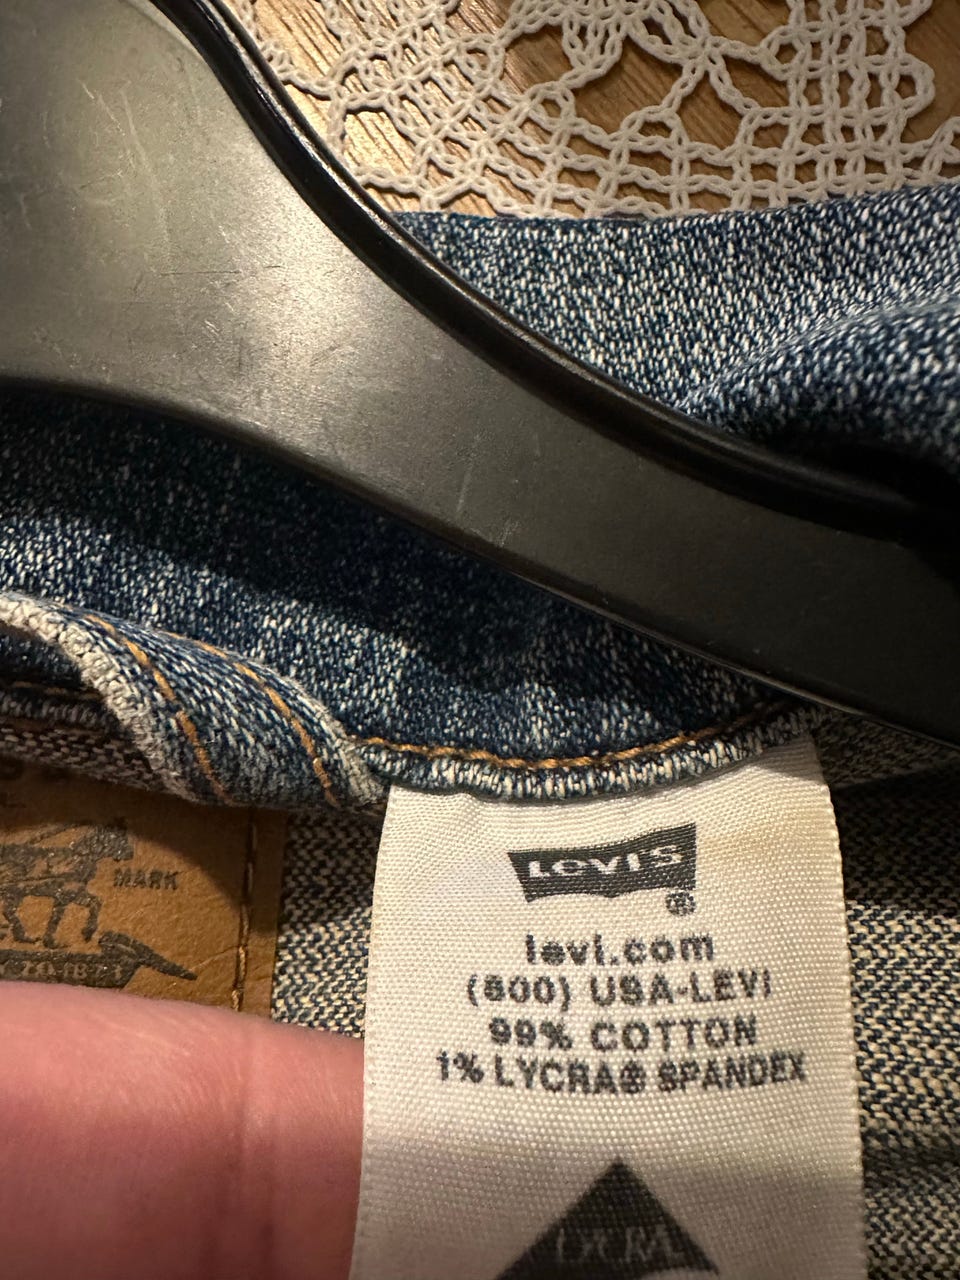 MARK
LEVI'S
®
levi.com
(800) USA-LEVI
99% COTTON
1% LYCRA® SPANDEX